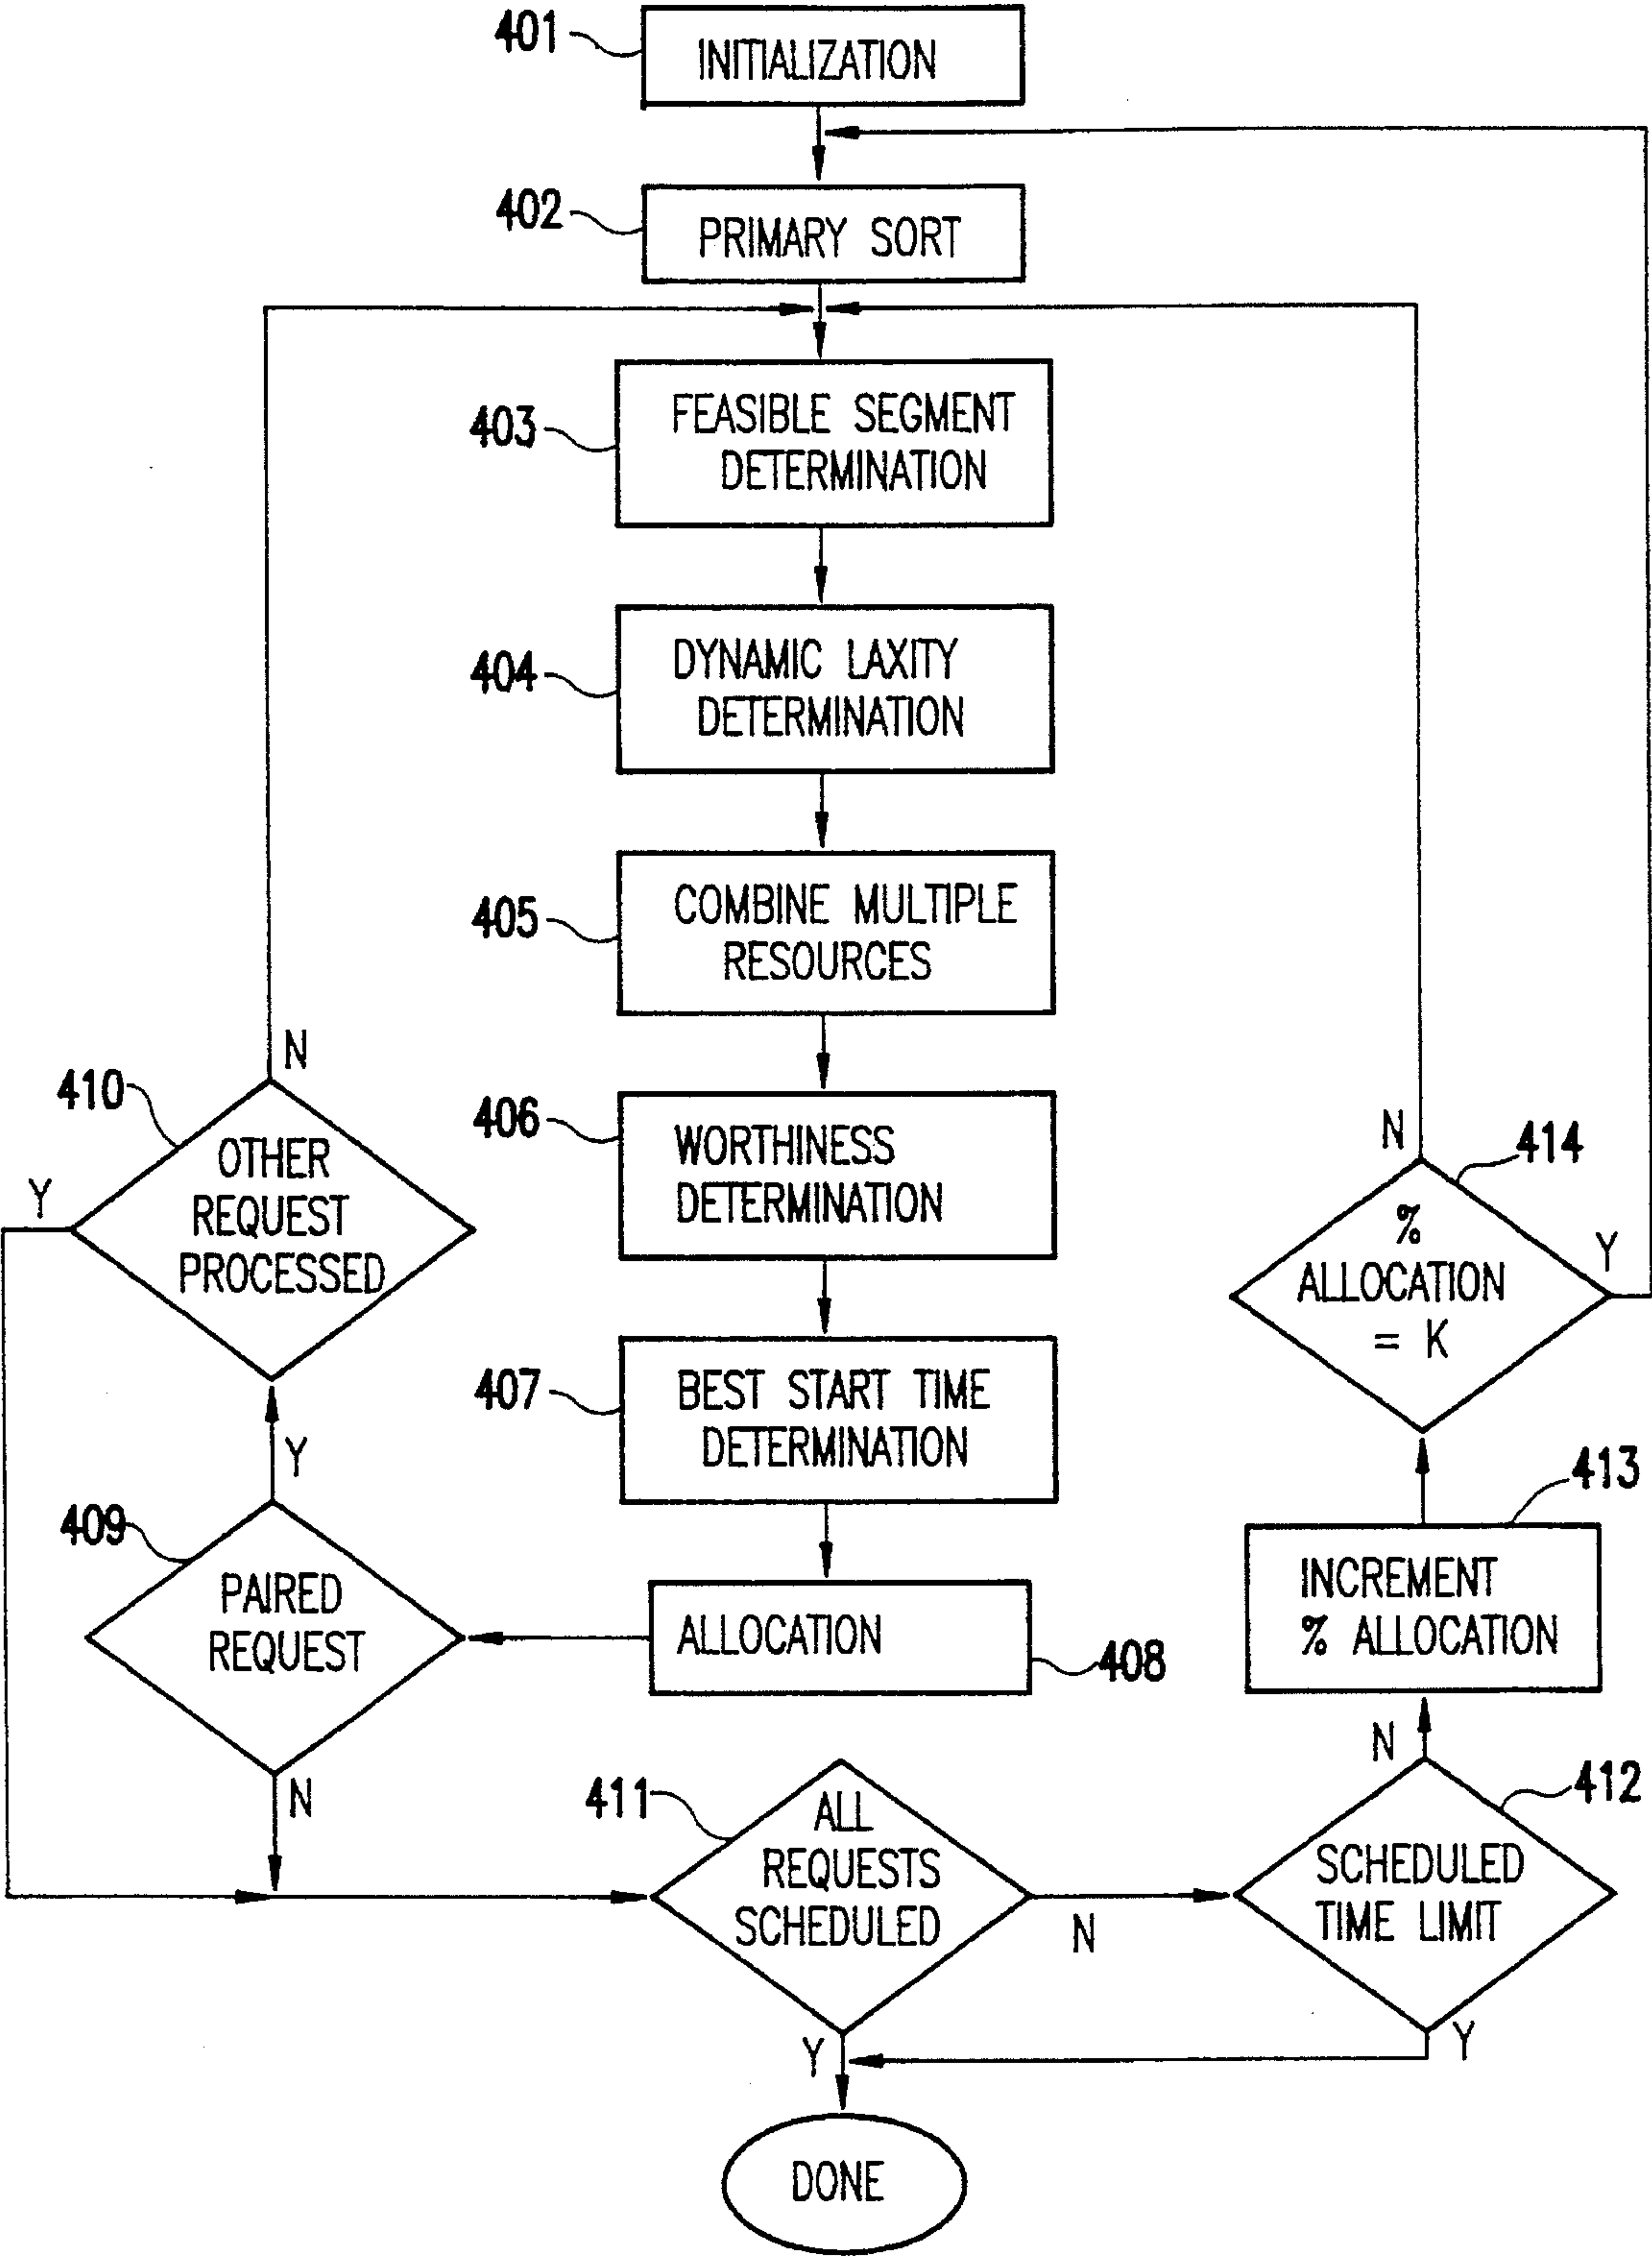 401
INITIALIZATION
402
PRIMARY SORT
403
FEASIBLE SEGMENT
DETERMINATION
404
DYNAMIC LAXITY
DETERMINATION
405
COMBINE MULTIPLE
RESOURCES
406
WORTHINESS
DETERMINATION
407
BEST START TIME
DETERMINATION
ALLOCATION
408
409
PAIRED
REQUEST
Y
N
410
OTHER
REQUEST
PROCESSED
N
Y
411
ALL
REQUESTS
SCHEDULED
N
Y
412
SCHEDULED
TIME LIMIT
N
Y
413
INCREMENT
% ALLOCATION
414
%
ALLOCATION
= K
N
Y
DONE